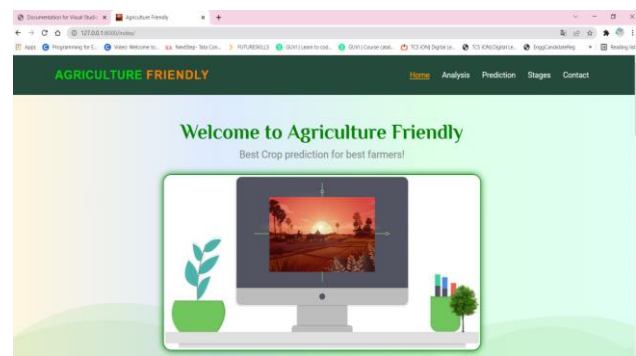 Documentation for Visual Studio
Agriculture Friendly
127.0.0.1:8000/index/
Apps
Programming for E...
Video: Welcome to...
NextStep- Tata Con...
FUTURESKILLS
GUVI | Learn to cod...
GUVI | Course catal...
TCS iON| Digital Le...
TCS iON|Digital Le...
EnggCandidateReg
Reading list
AGRICULTURE FRIENDLY
Home Analysis Prediction Stages Contact
Welcome to Agriculture Friendly
Best Crop prediction for best farmers!